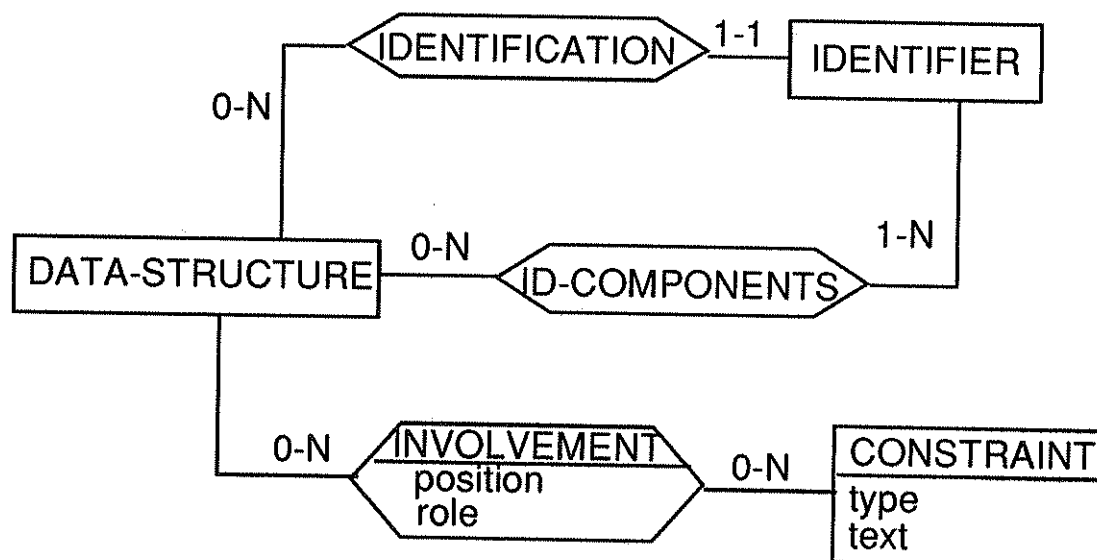 IDENTIFICATION
1-1
IDENTIFIER
0-N
DATA-STRUCTURE
0-N
ID-COMPONENTS
1-N
0-N
INVOLVEMENT
position
role
0-N
CONSTRAINT
type
text